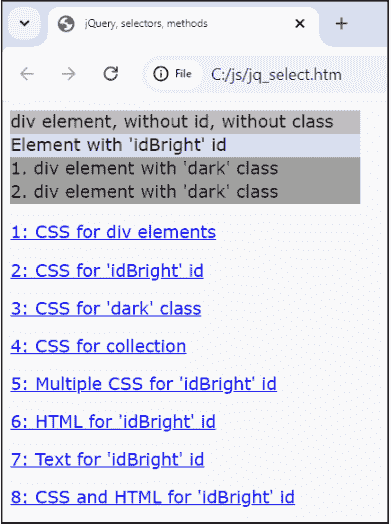 jQuery, selectors, methods
File C:/js/jq_select.htm
div element, without id, without class
Element with 'idBright' id
1. div element with 'dark' class
2. div element with 'dark' class
1: CSS for div elements
2: CSS for 'idBright' id
3: CSS for 'dark' class
4: CSS for collection
5: Multiple CSS for 'idBright' id
6: HTML for 'idBright' id
7: Text for 'idBright' id
8: CSS and HTML for 'idBright' id